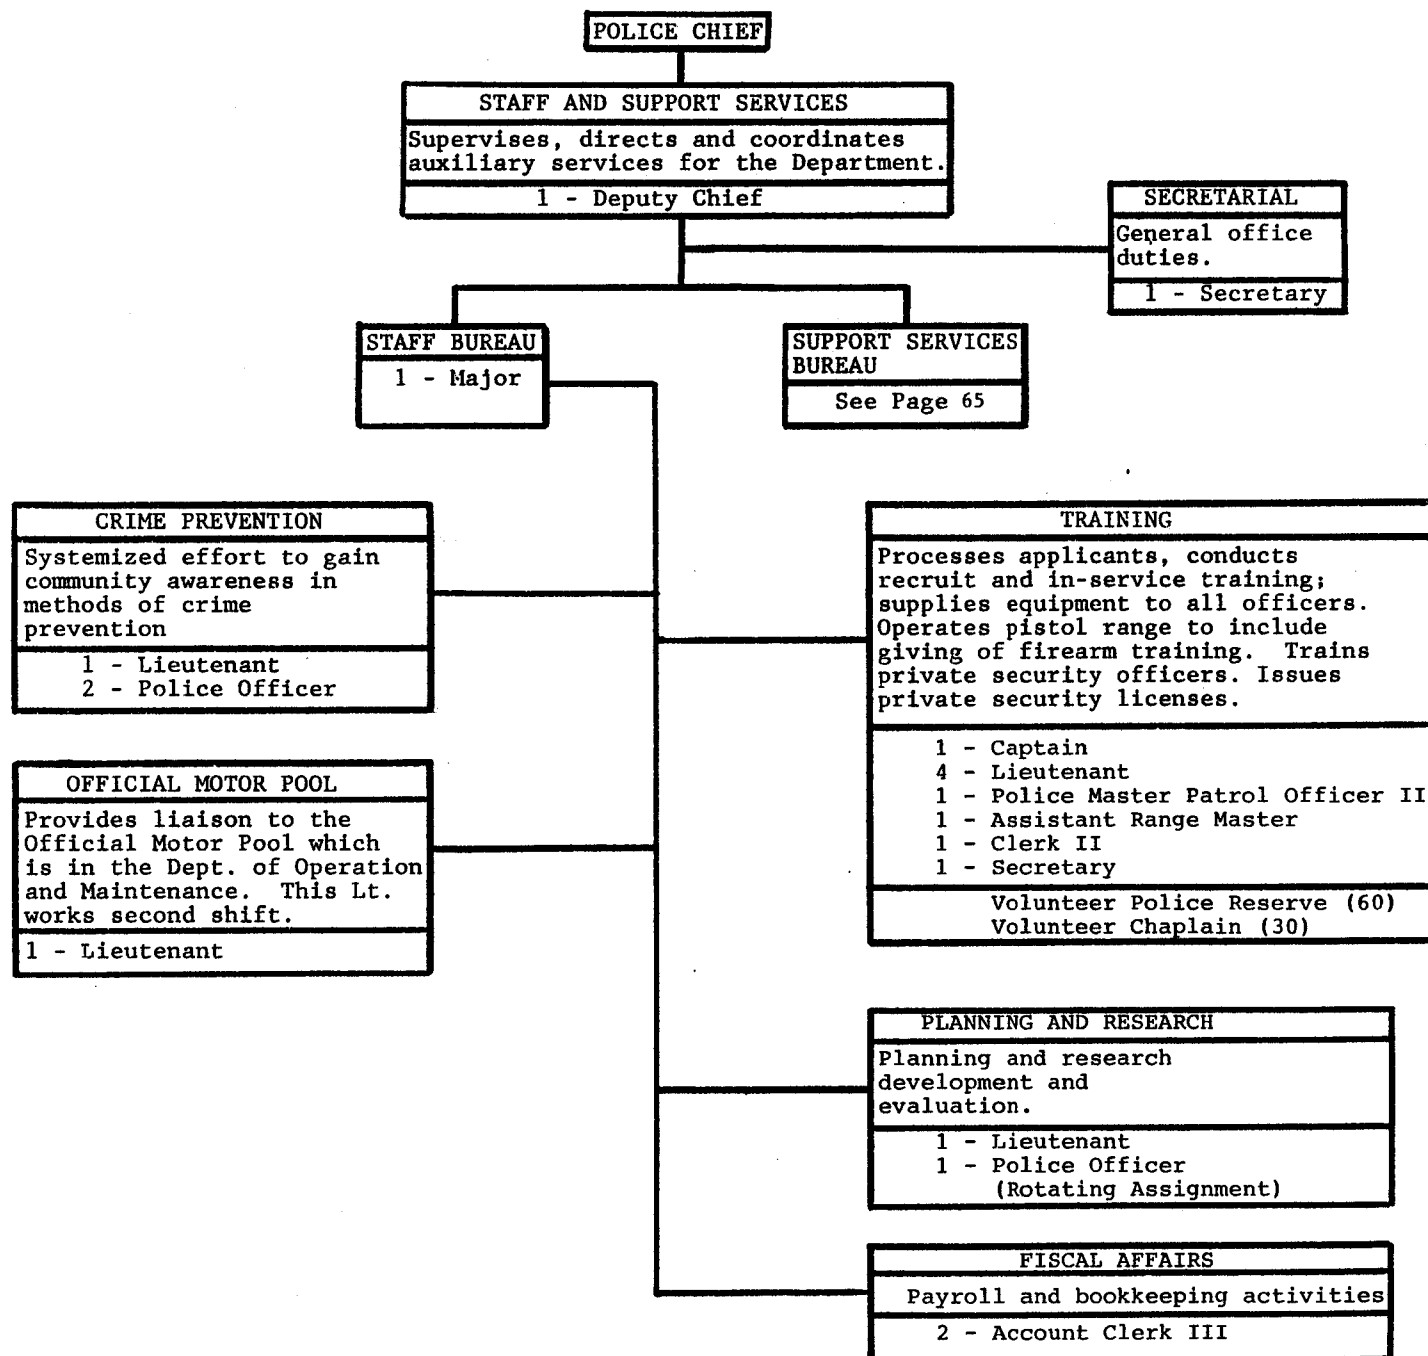 POLICE CHIEF
STAFF AND SUPPORT SERVICES
Supervises, directs and coordinates
auxiliary services for the Department.
1 - Deputy Chief
SECRETARIAL
General office
duties.
1 - Secretary
STAFF BUREAU
1 - Major
SUPPORT SERVICES
BUREAU
See Page 65
CRIME PREVENTION
Systemized effort to gain
community awareness in
methods of crime
prevention
1 - Lieutenant
2 - Police Officer
TRAINING
Processes applicants, conducts
recruit and in-service training;
supplies equipment to all officers.
Operates pistol range to include
giving of firearm training. Trains
private security officers. Issues
private security licenses.
1 - Captain
4 - Lieutenant
1 - Police Master Patrol Officer II
1 - Assistant Range Master
1 - Clerk II
1 - Secretary
Volunteer Police Reserve (60)
Volunteer Chaplain (30)
OFFICIAL MOTOR POOL
Provides liaison to the
Official Motor Pool which
is in the Dept. of Operation
and Maintenance. This Lt.
works second shift.
1 - Lieutenant
PLANNING AND RESEARCH
Planning and research
development and
evaluation.
1 - Lieutenant
1 - Police Officer
(Rotating Assignment)
FISCAL AFFAIRS
Payroll and bookkeeping activities
2 - Account Clerk III